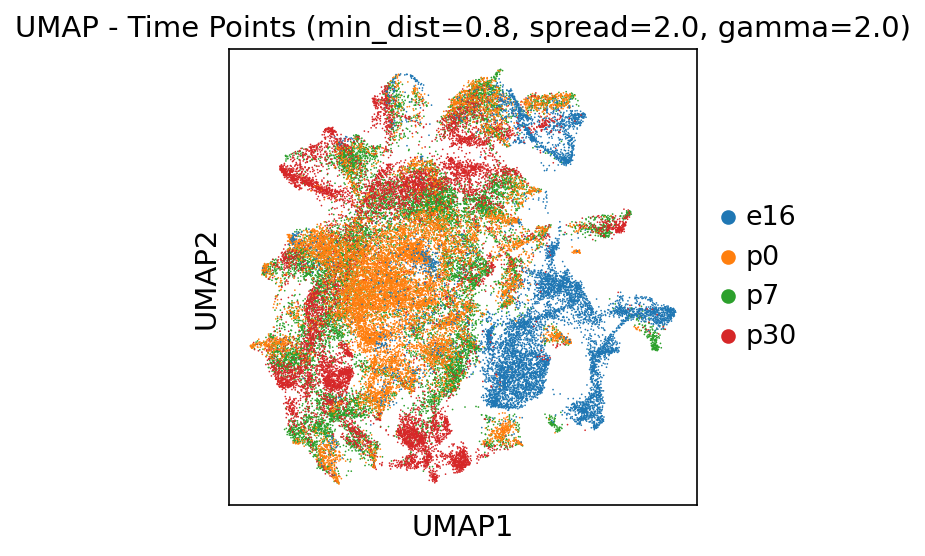 UMAP - Time Points (min_dist=0.8, spread=2.0, gamma=2.0)
UMAP2
e16
p0
p7
p30
UMAP1